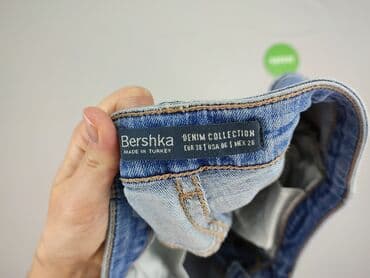 Bershka
MADE IN TURKEY
DENIM COLLECTION
EUR 38 | USA 06 | MEX 28